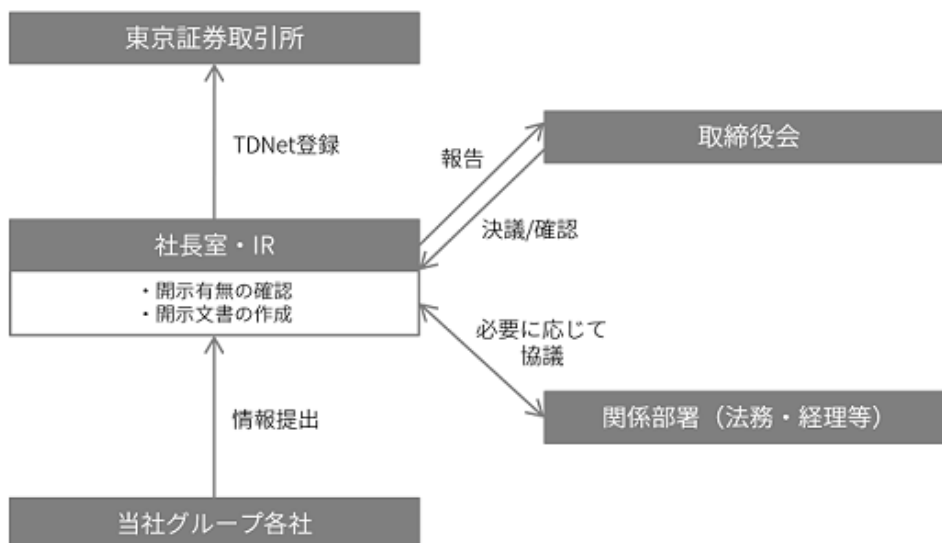 東京証券取引所
TDNet登録
取締役会
報告
決議/確認
社長室・IR
・開示有無の確認
・開示文書の作成
必要に応じて
協議
関係部署（法務・経理等）
情報提出
当社グループ各社